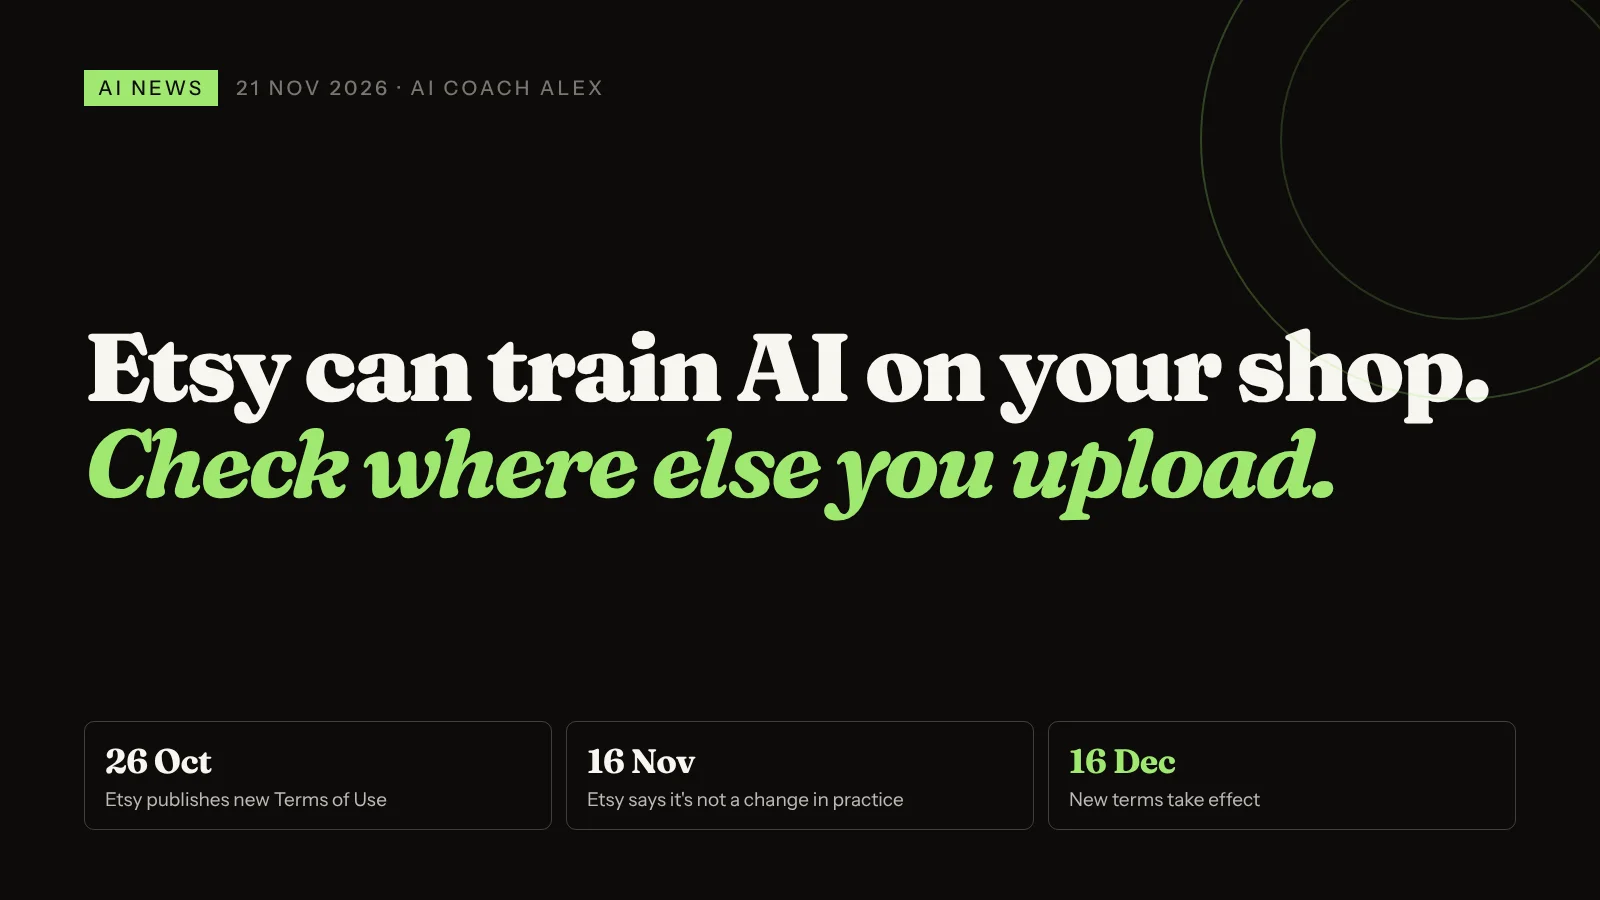 AI NEWS 21 NOV 2026 · AI COACH ALEX
Etsy can train AI on your shop.
Check where else you upload.
26 Oct
Etsy publishes new Terms of Use
16 Nov
Etsy says it's not a change in practice
16 Dec
New terms take effect